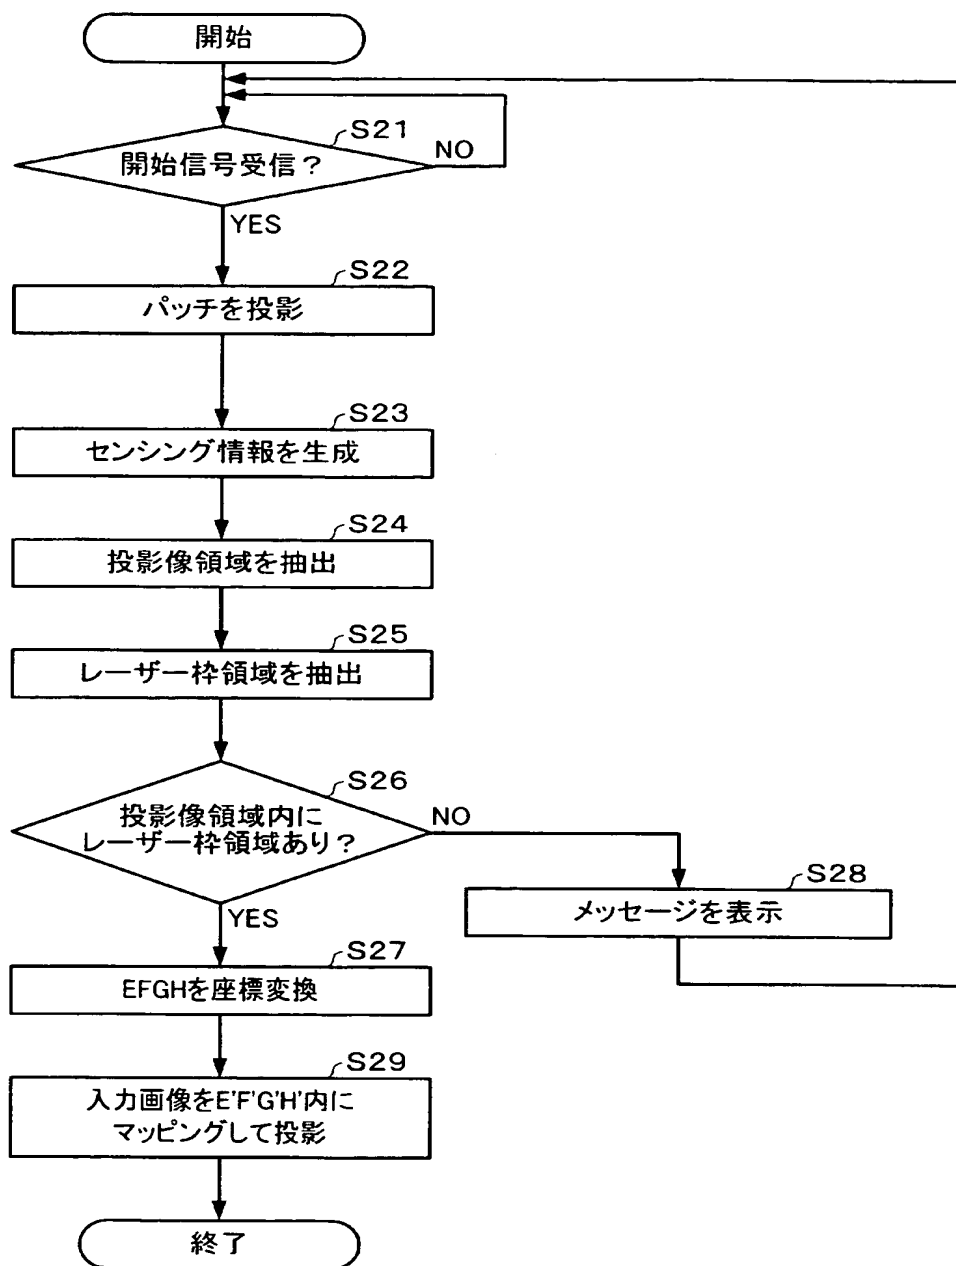 開始
S21
開始信号受信？
NO
YES
S22
パッチを投影
S23
センシング情報を生成
S24
投影像領域を抽出
S25
レーザー枠領域を抽出
S26
投影像領域内に
レーザー枠領域あり？
NO
YES
S28
メッセージを表示
S27
EFGHを座標変換
S29
入力画像をE'F'G'H'内に
マッピングして投影
終了